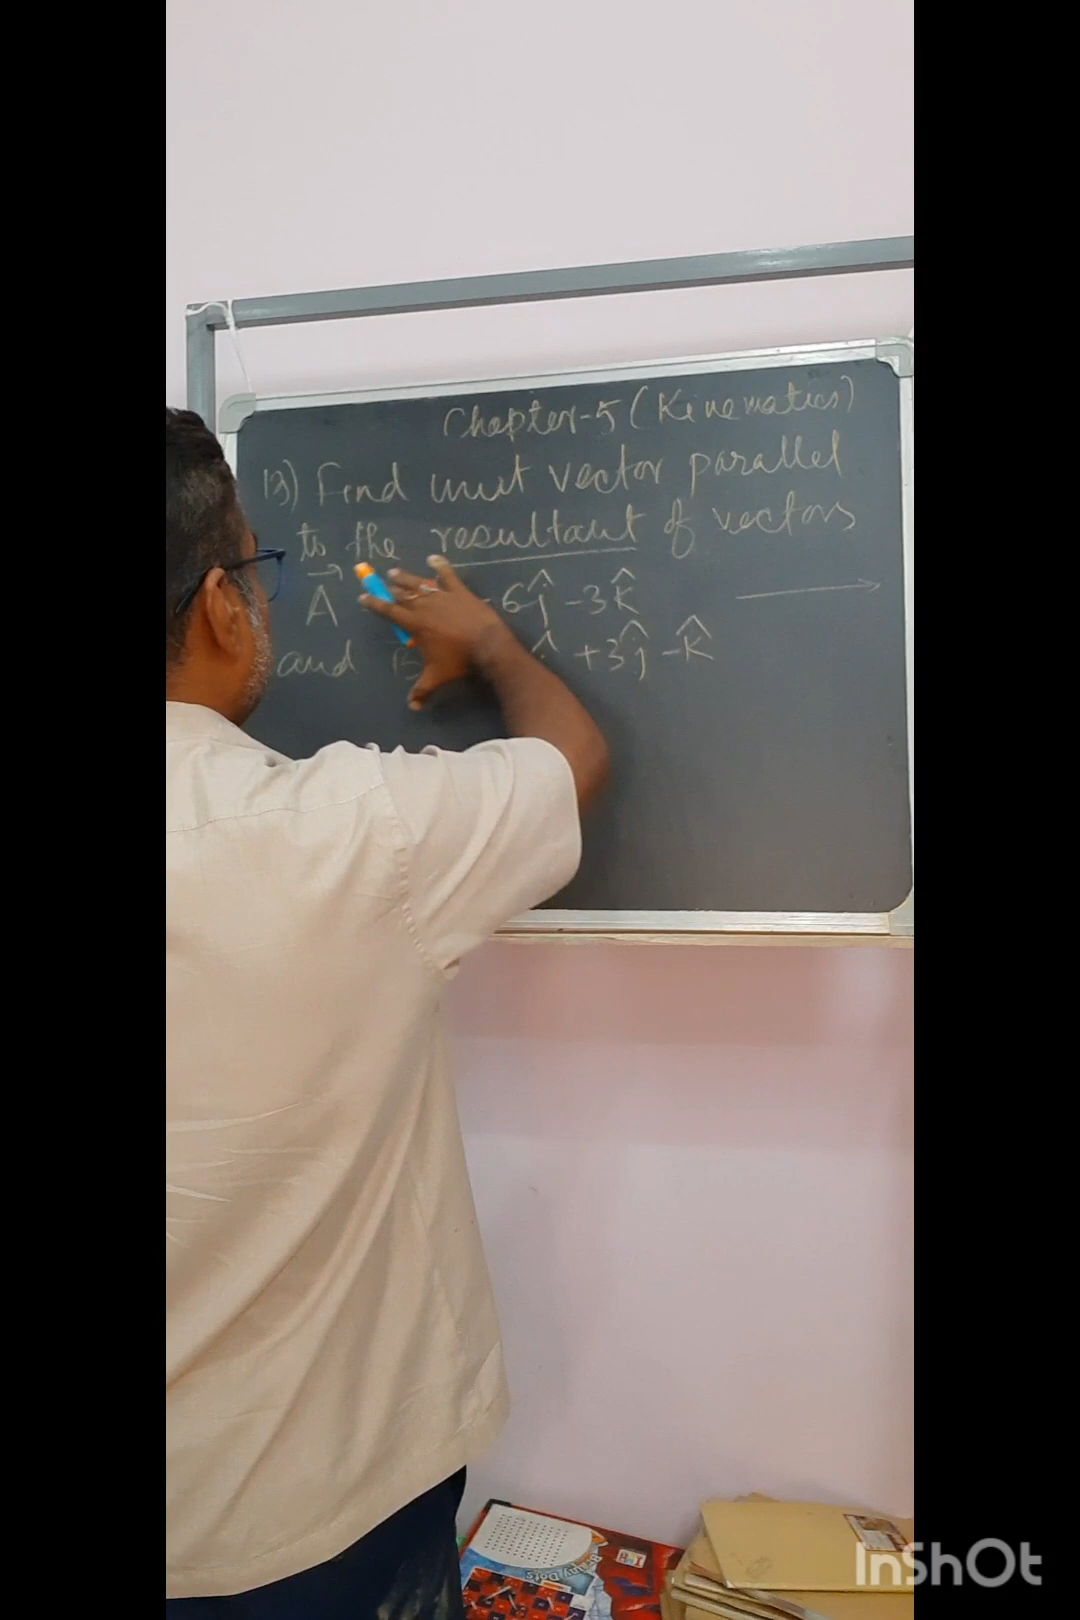 Chapter-5 (Kinematics)
13) Find unit vector parallel
to the resultant of vectors
A - 6ĵ - 3k̂
and B +3ĵ - k̂
InShOt